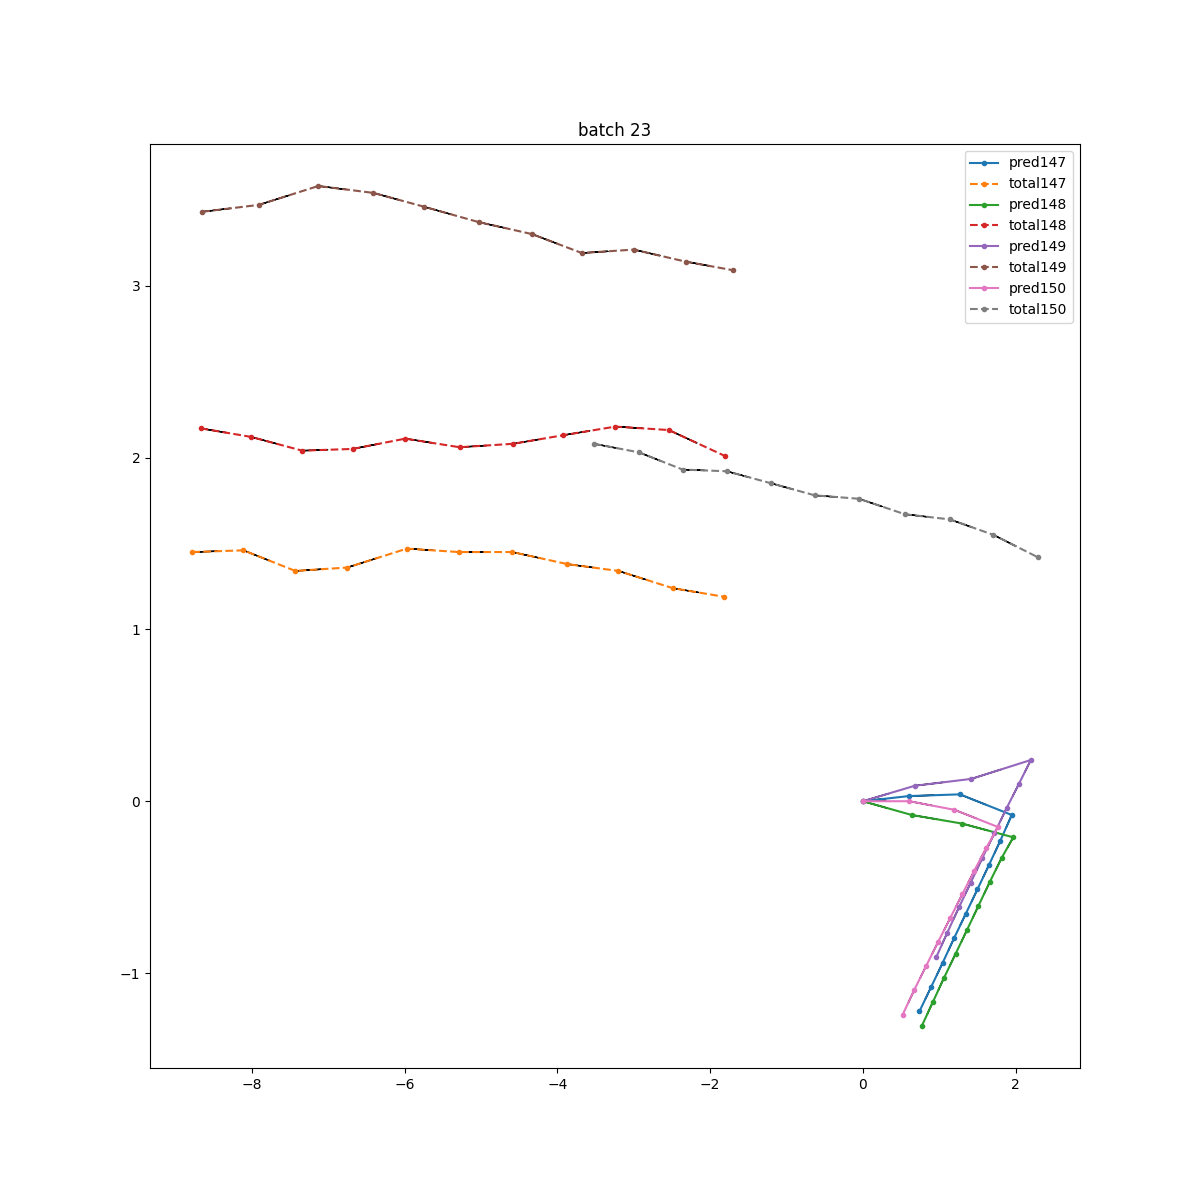 batch 23
pred147
total147
pred148
total148
pred149
total149
pred150
total150
3
2
1
0
−1
−8 −6 −4 −2 0 2